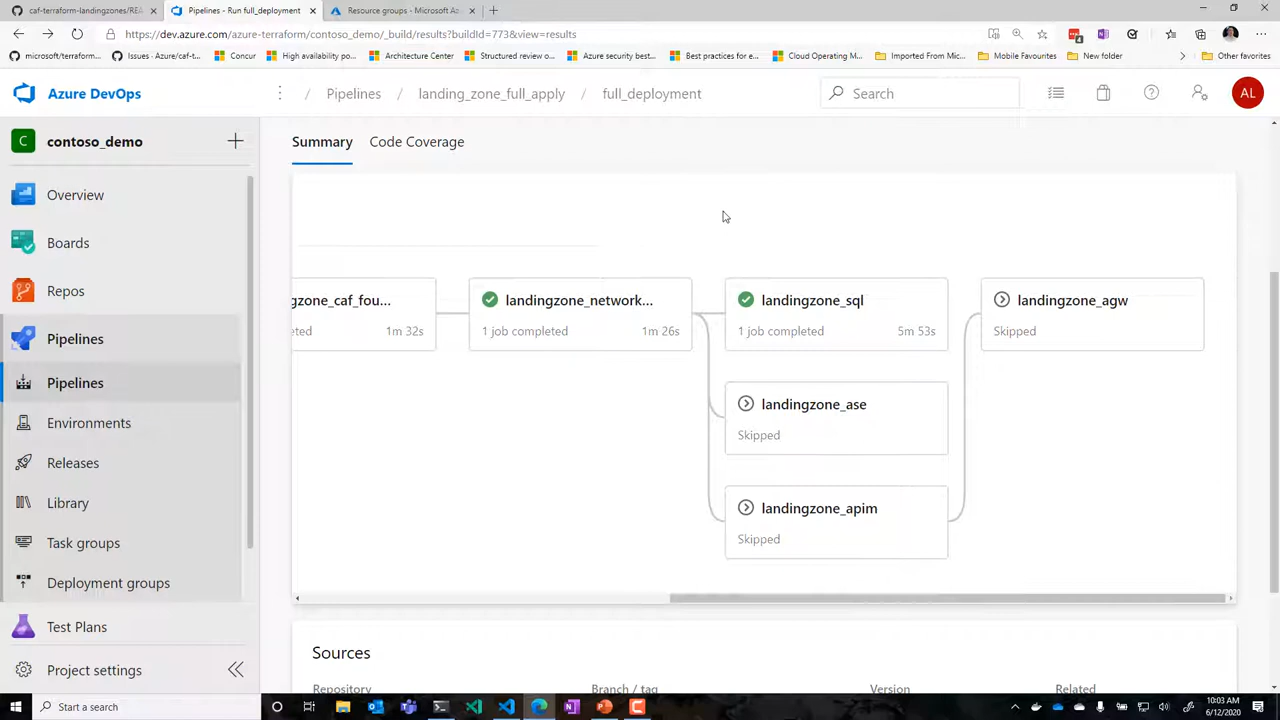 caf-terraform-landingzones/REA
Pipelines - Run full_deployment
Resource groups - Microsoft Az
https://dev.azure.com/azure-terraform/contoso_demo/_build/results?buildId=773&view=results
microsoft/terraform...
Issues - Azure/caf-t...
Concur
High availability po...
Architecture Center
Structured review o...
Azure security best...
Best practices for e...
Cloud Operating M...
Imported From Micr...
Mobile Favourites
New folder
Other favorites
Azure DevOps
/ Pipelines / landing_zone_full_apply / full_deployment
Search
AL
C contoso_demo
Overview
Boards
Repos
Pipelines
Pipelines
Environments
Releases
Library
Task groups
Deployment groups
Test Plans
Project settings
Summary
Code Coverage
gzone_caf_fou...
eted 1m 32s
landingzone_network...
1 job completed 1m 26s
landingzone_sql
1 job completed 5m 53s
landingzone_agw
Skipped
landingzone_ase
Skipped
landingzone_apim
Skipped
Sources
Repository
Branch / tag
Version
Related
Start a search
10:03 AM
6/12/2020